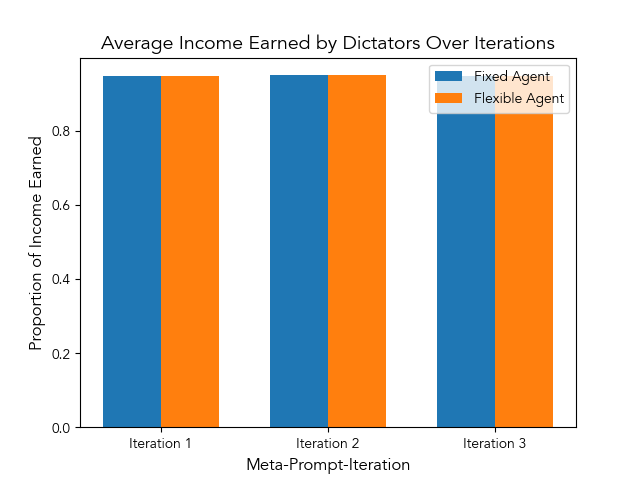 Average Income Earned by Dictators Over Iterations
Fixed Agent
Flexible Agent
Proportion of Income Earned
0.8
0.6
0.4
0.2
0.0
Iteration 1
Iteration 2
Iteration 3
Meta-Prompt-Iteration